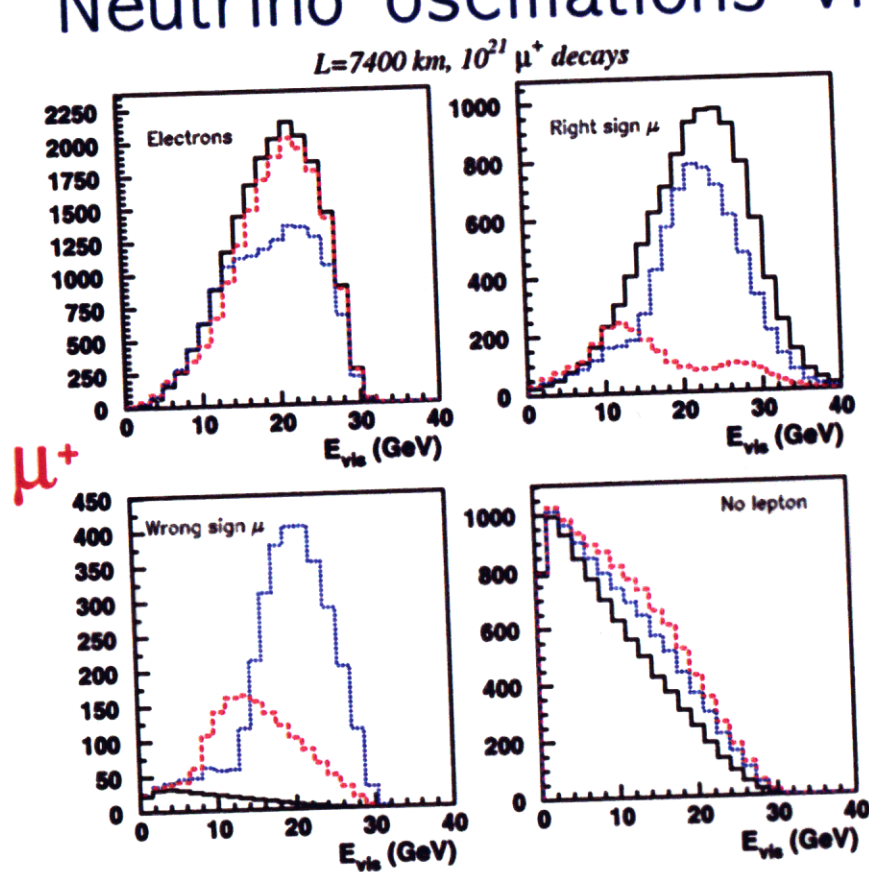 Neutrino oscillations
L=7400 km, 10²¹ μ⁺ decays
Electrons
2250
2000
1750
1500
1250
1000
750
500
250
0
0 10 20 30 40
E_vis (GeV)
Right sign μ
1000
800
600
400
200
0
0 10 20 30 40
E_vis (GeV)
μ⁺
Wrong sign μ
450
400
350
300
250
200
150
100
50
0
0 10 20 30 40
E_vis (GeV)
No lepton
1000
800
600
400
200
0
0 10 20 30 40
E_vis (GeV)